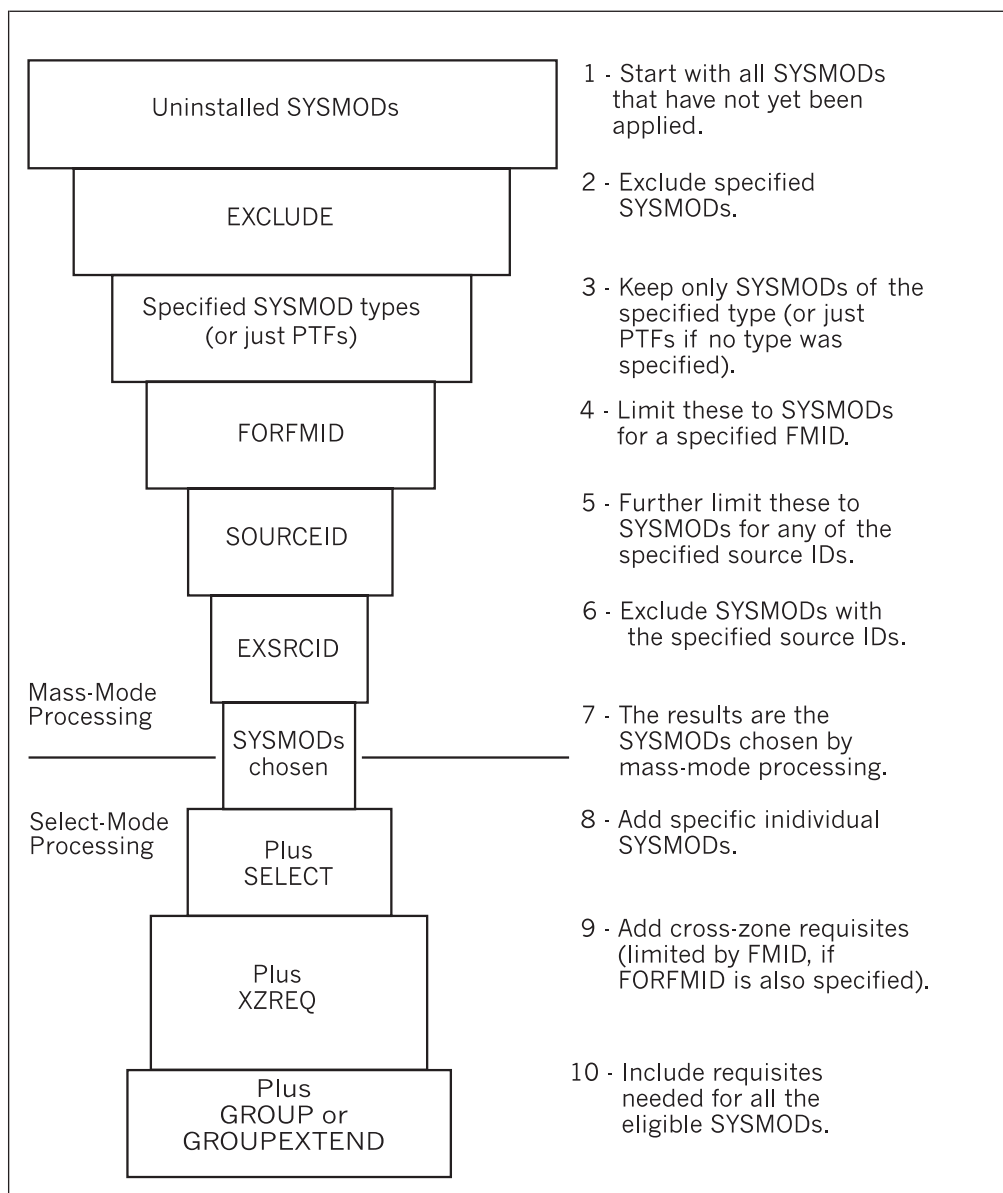 Uninstalled SYSMODs
1 - Start with all SYSMODs
that have not yet been
applied.
EXCLUDE
2 - Exclude specified
SYSMODs.
Specified SYSMOD types
(or just PTFs)
3 - Keep only SYSMODs of the
specified type (or just
PTFs if no type was
specified).
FORFMID
4 - Limit these to SYSMODs
for a specified FMID.
SOURCEID
5 - Further limit these to
SYSMODs for any of the
specified source IDs.
EXSRCID
6 - Exclude SYSMODs with
the specified source IDs.
Mass-Mode
Processing
SYSMODs
chosen
7 - The results are the
SYSMODs chosen by
mass-mode processing.
Select-Mode
Processing
Plus
SELECT
8 - Add specific inidividual
SYSMODs.
Plus
XZREQ
9 - Add cross-zone requisites
(limited by FMID, if
FORFMID is also specified).
Plus
GROUP or
GROUPEXTEND
10 - Include requisites
needed for all the
eligible SYSMODs.